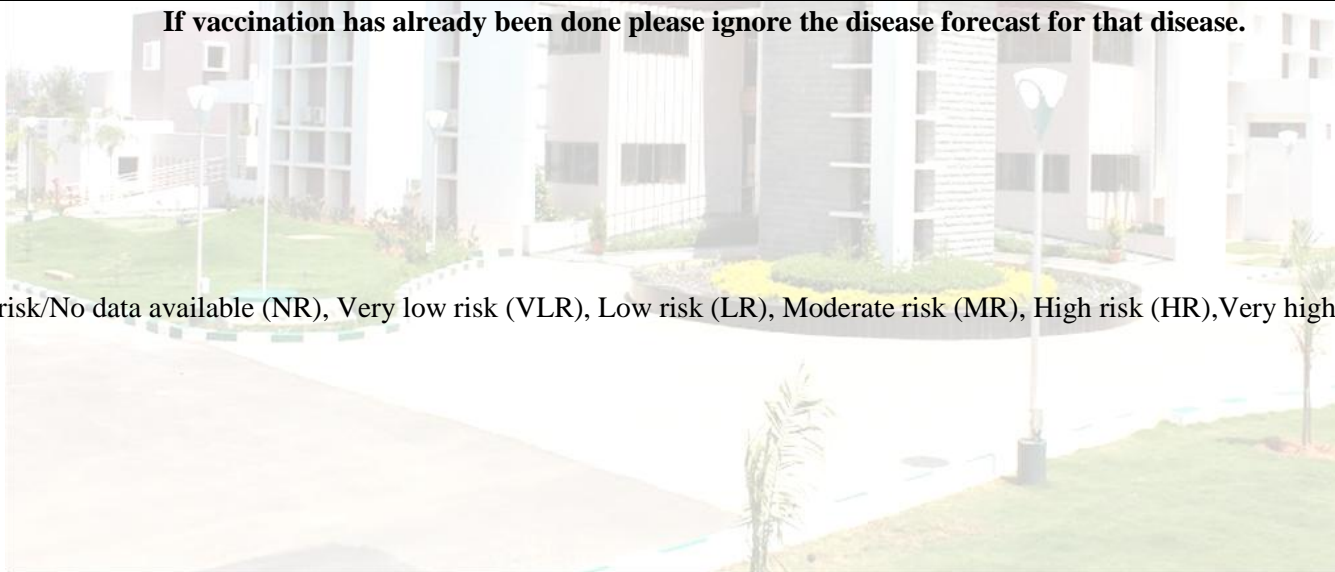 If vaccination has already been done please ignore the disease forecast for that disease.
risk/No data available (NR), Very low risk (VLR), Low risk (LR), Moderate risk (MR), High risk (HR),Very high